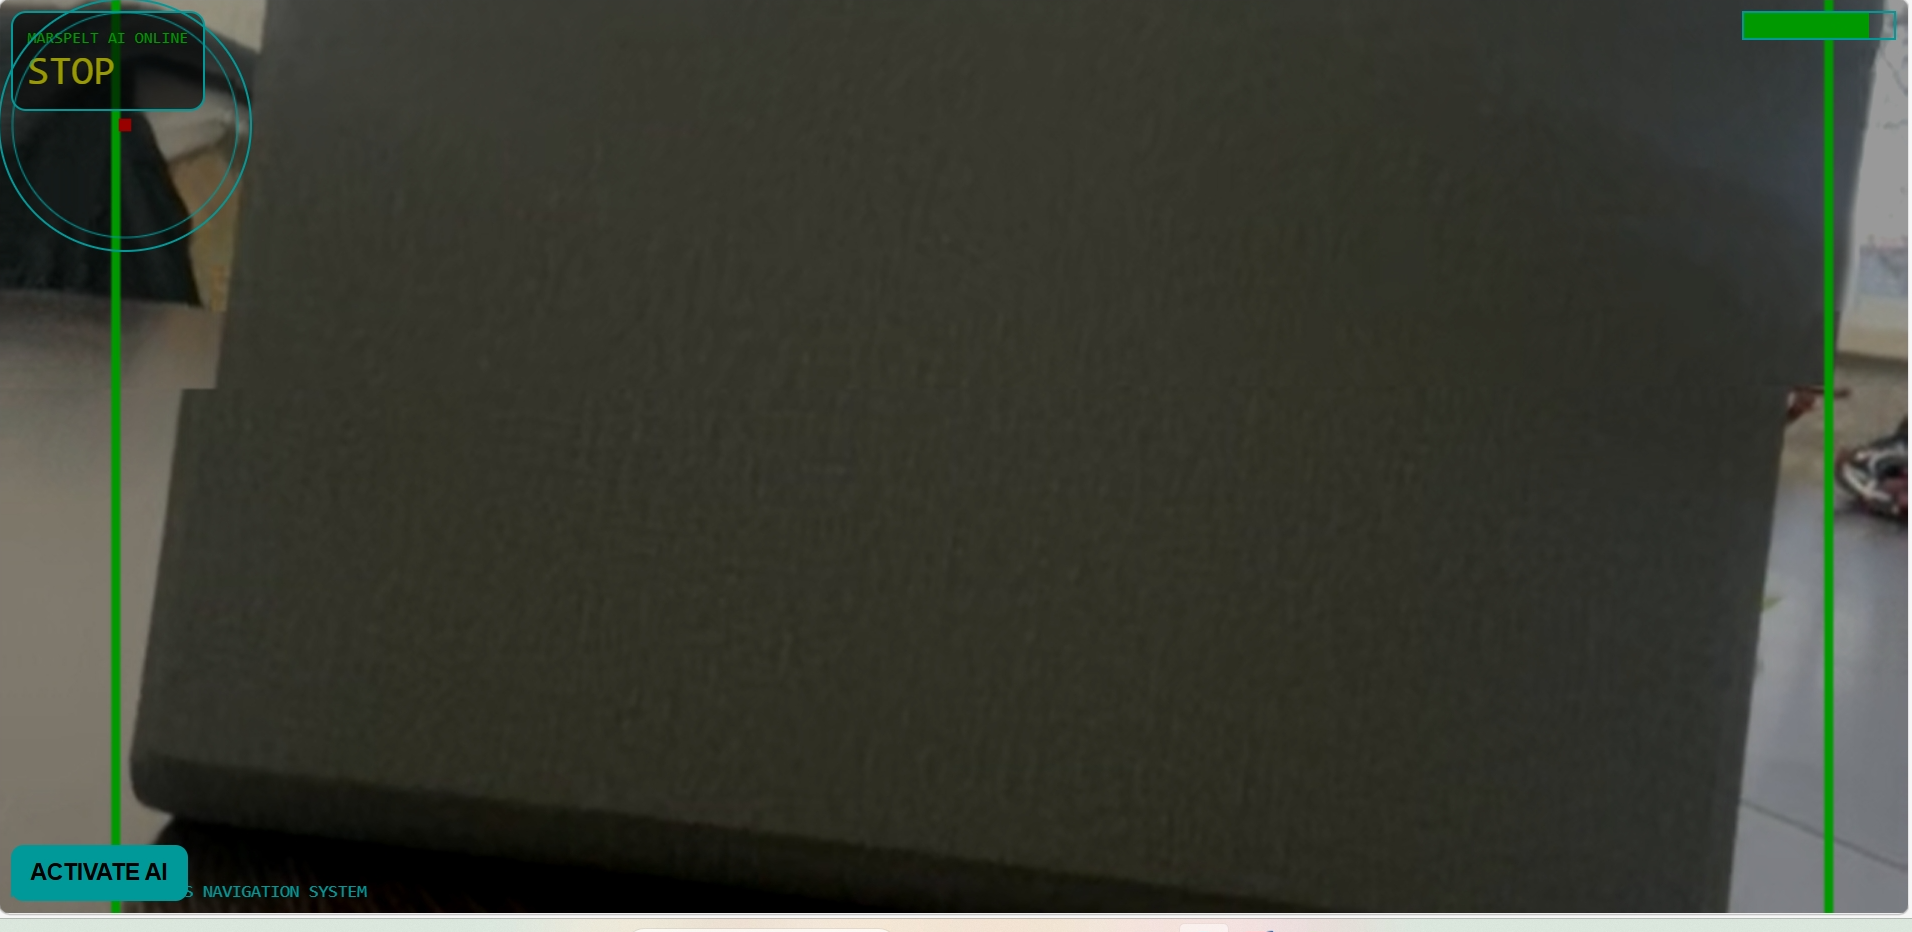 MARSPELT AI ONLINE
STOP
ACTIVATE AI
S NAVIGATION SYSTEM